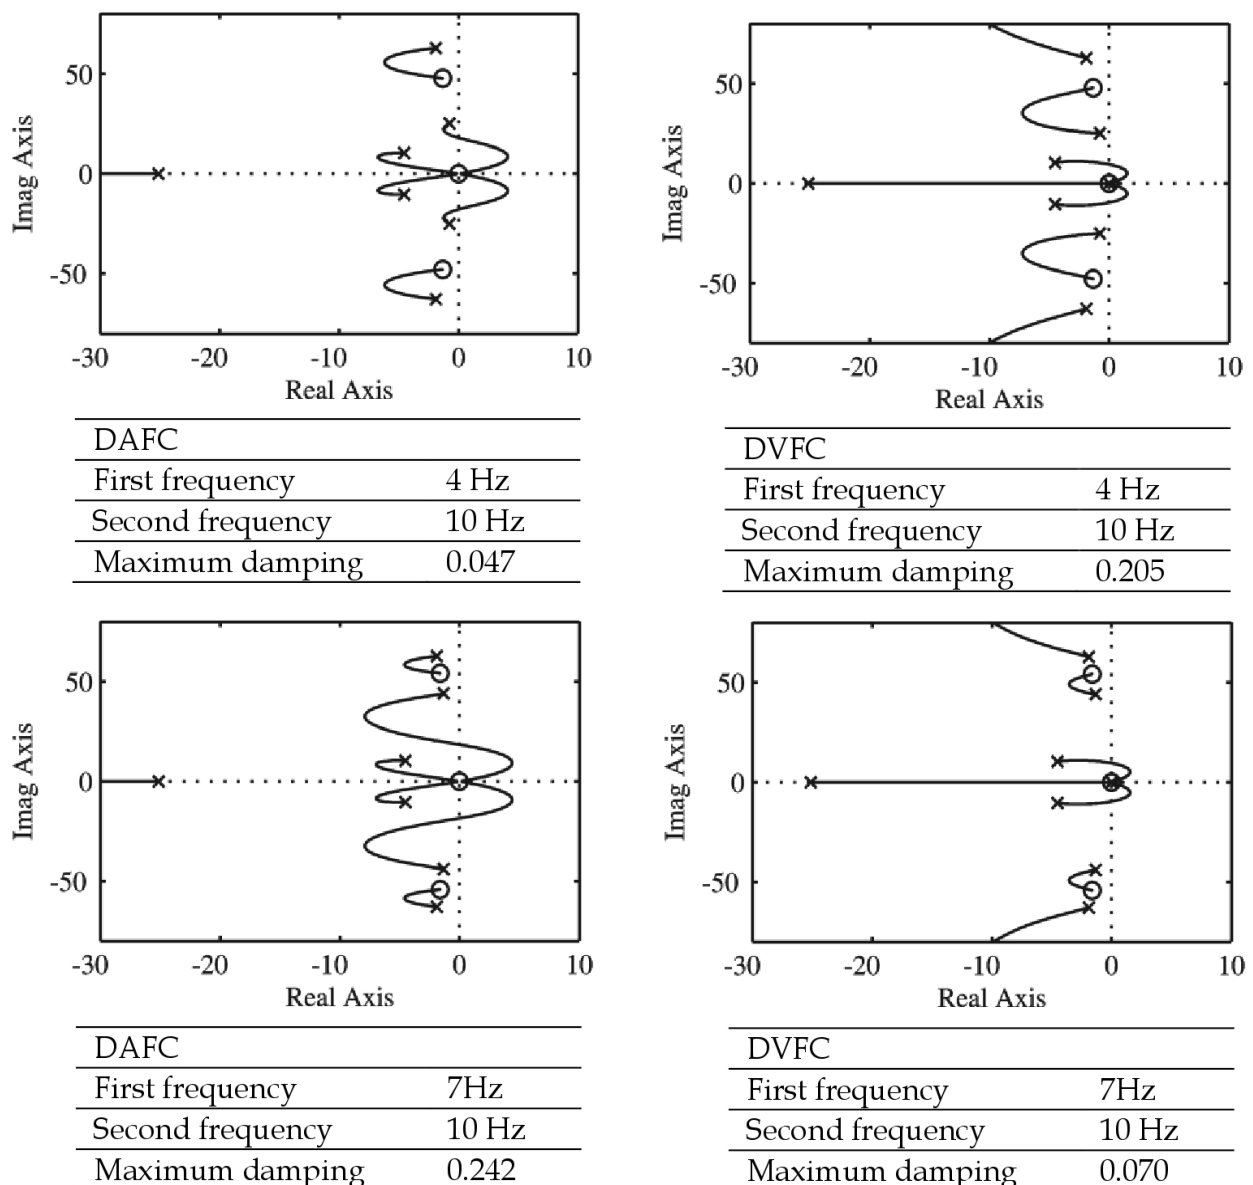 50
0
-50
-30
-20
-10
0
10
Imag Axis
Real Axis
DAFC
First frequency 4 Hz
Second frequency 10 Hz
Maximum damping 0.047
50
0
-50
-30
-20
-10
0
10
Imag Axis
Real Axis
DVFC
First frequency 4 Hz
Second frequency 10 Hz
Maximum damping 0.205
50
0
-50
-30
-20
-10
0
10
Imag Axis
Real Axis
DAFC
First frequency 7Hz
Second frequency 10 Hz
Maximum damping 0.242
50
0
-50
-30
-20
-10
0
10
Imag Axis
Real Axis
DVFC
First frequency 7Hz
Second frequency 10 Hz
Maximum damping 0.070